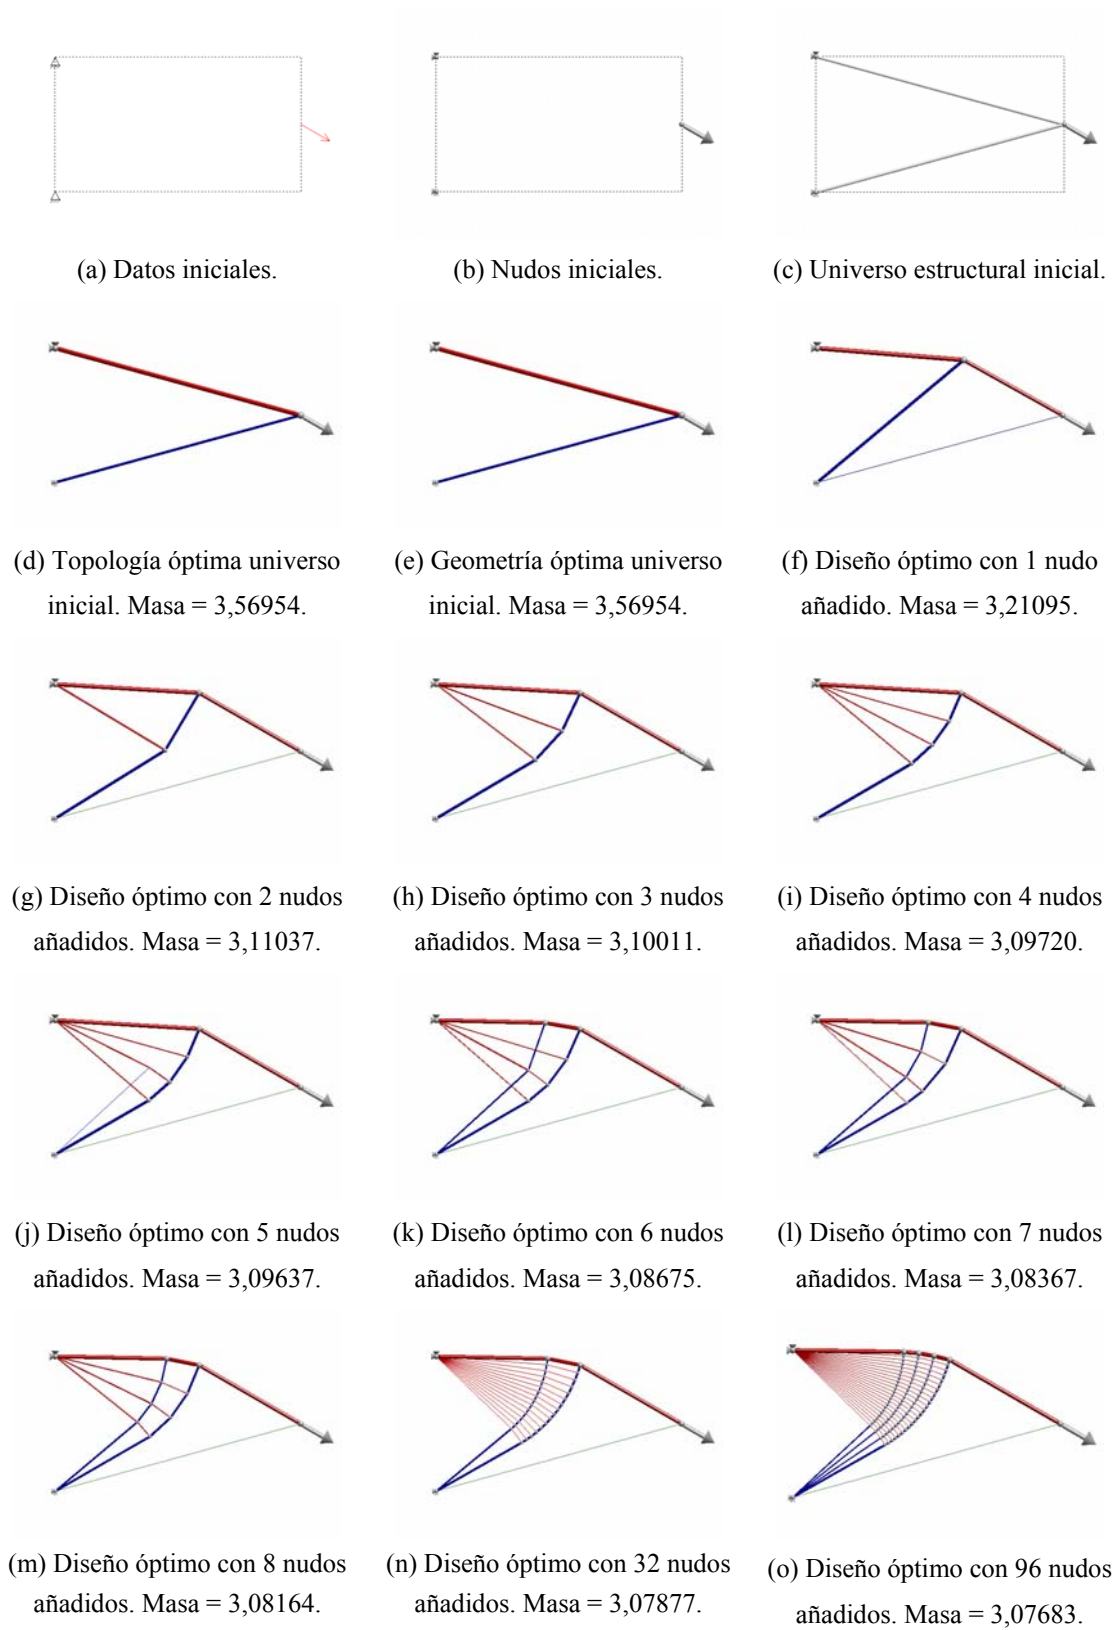 (a) Datos iniciales.
(b) Nudos iniciales.
(c) Universo estructural inicial.
(d) Topología óptima universo
inicial. Masa = 3,56954.
(e) Geometría óptima universo
inicial. Masa = 3,56954.
(f) Diseño óptimo con 1 nudo
añadido. Masa = 3,21095.
(g) Diseño óptimo con 2 nudos
añadidos. Masa = 3,11037.
(h) Diseño óptimo con 3 nudos
añadidos. Masa = 3,10011.
(i) Diseño óptimo con 4 nudos
añadidos. Masa = 3,09720.
(j) Diseño óptimo con 5 nudos
añadidos. Masa = 3,09637.
(k) Diseño óptimo con 6 nudos
añadidos. Masa = 3,08675.
(l) Diseño óptimo con 7 nudos
añadidos. Masa = 3,08367.
(m) Diseño óptimo con 8 nudos
añadidos. Masa = 3,08164.
(n) Diseño óptimo con 32 nudos
añadidos. Masa = 3,07877.
(o) Diseño óptimo con 96 nudos
añadidos. Masa = 3,07683.